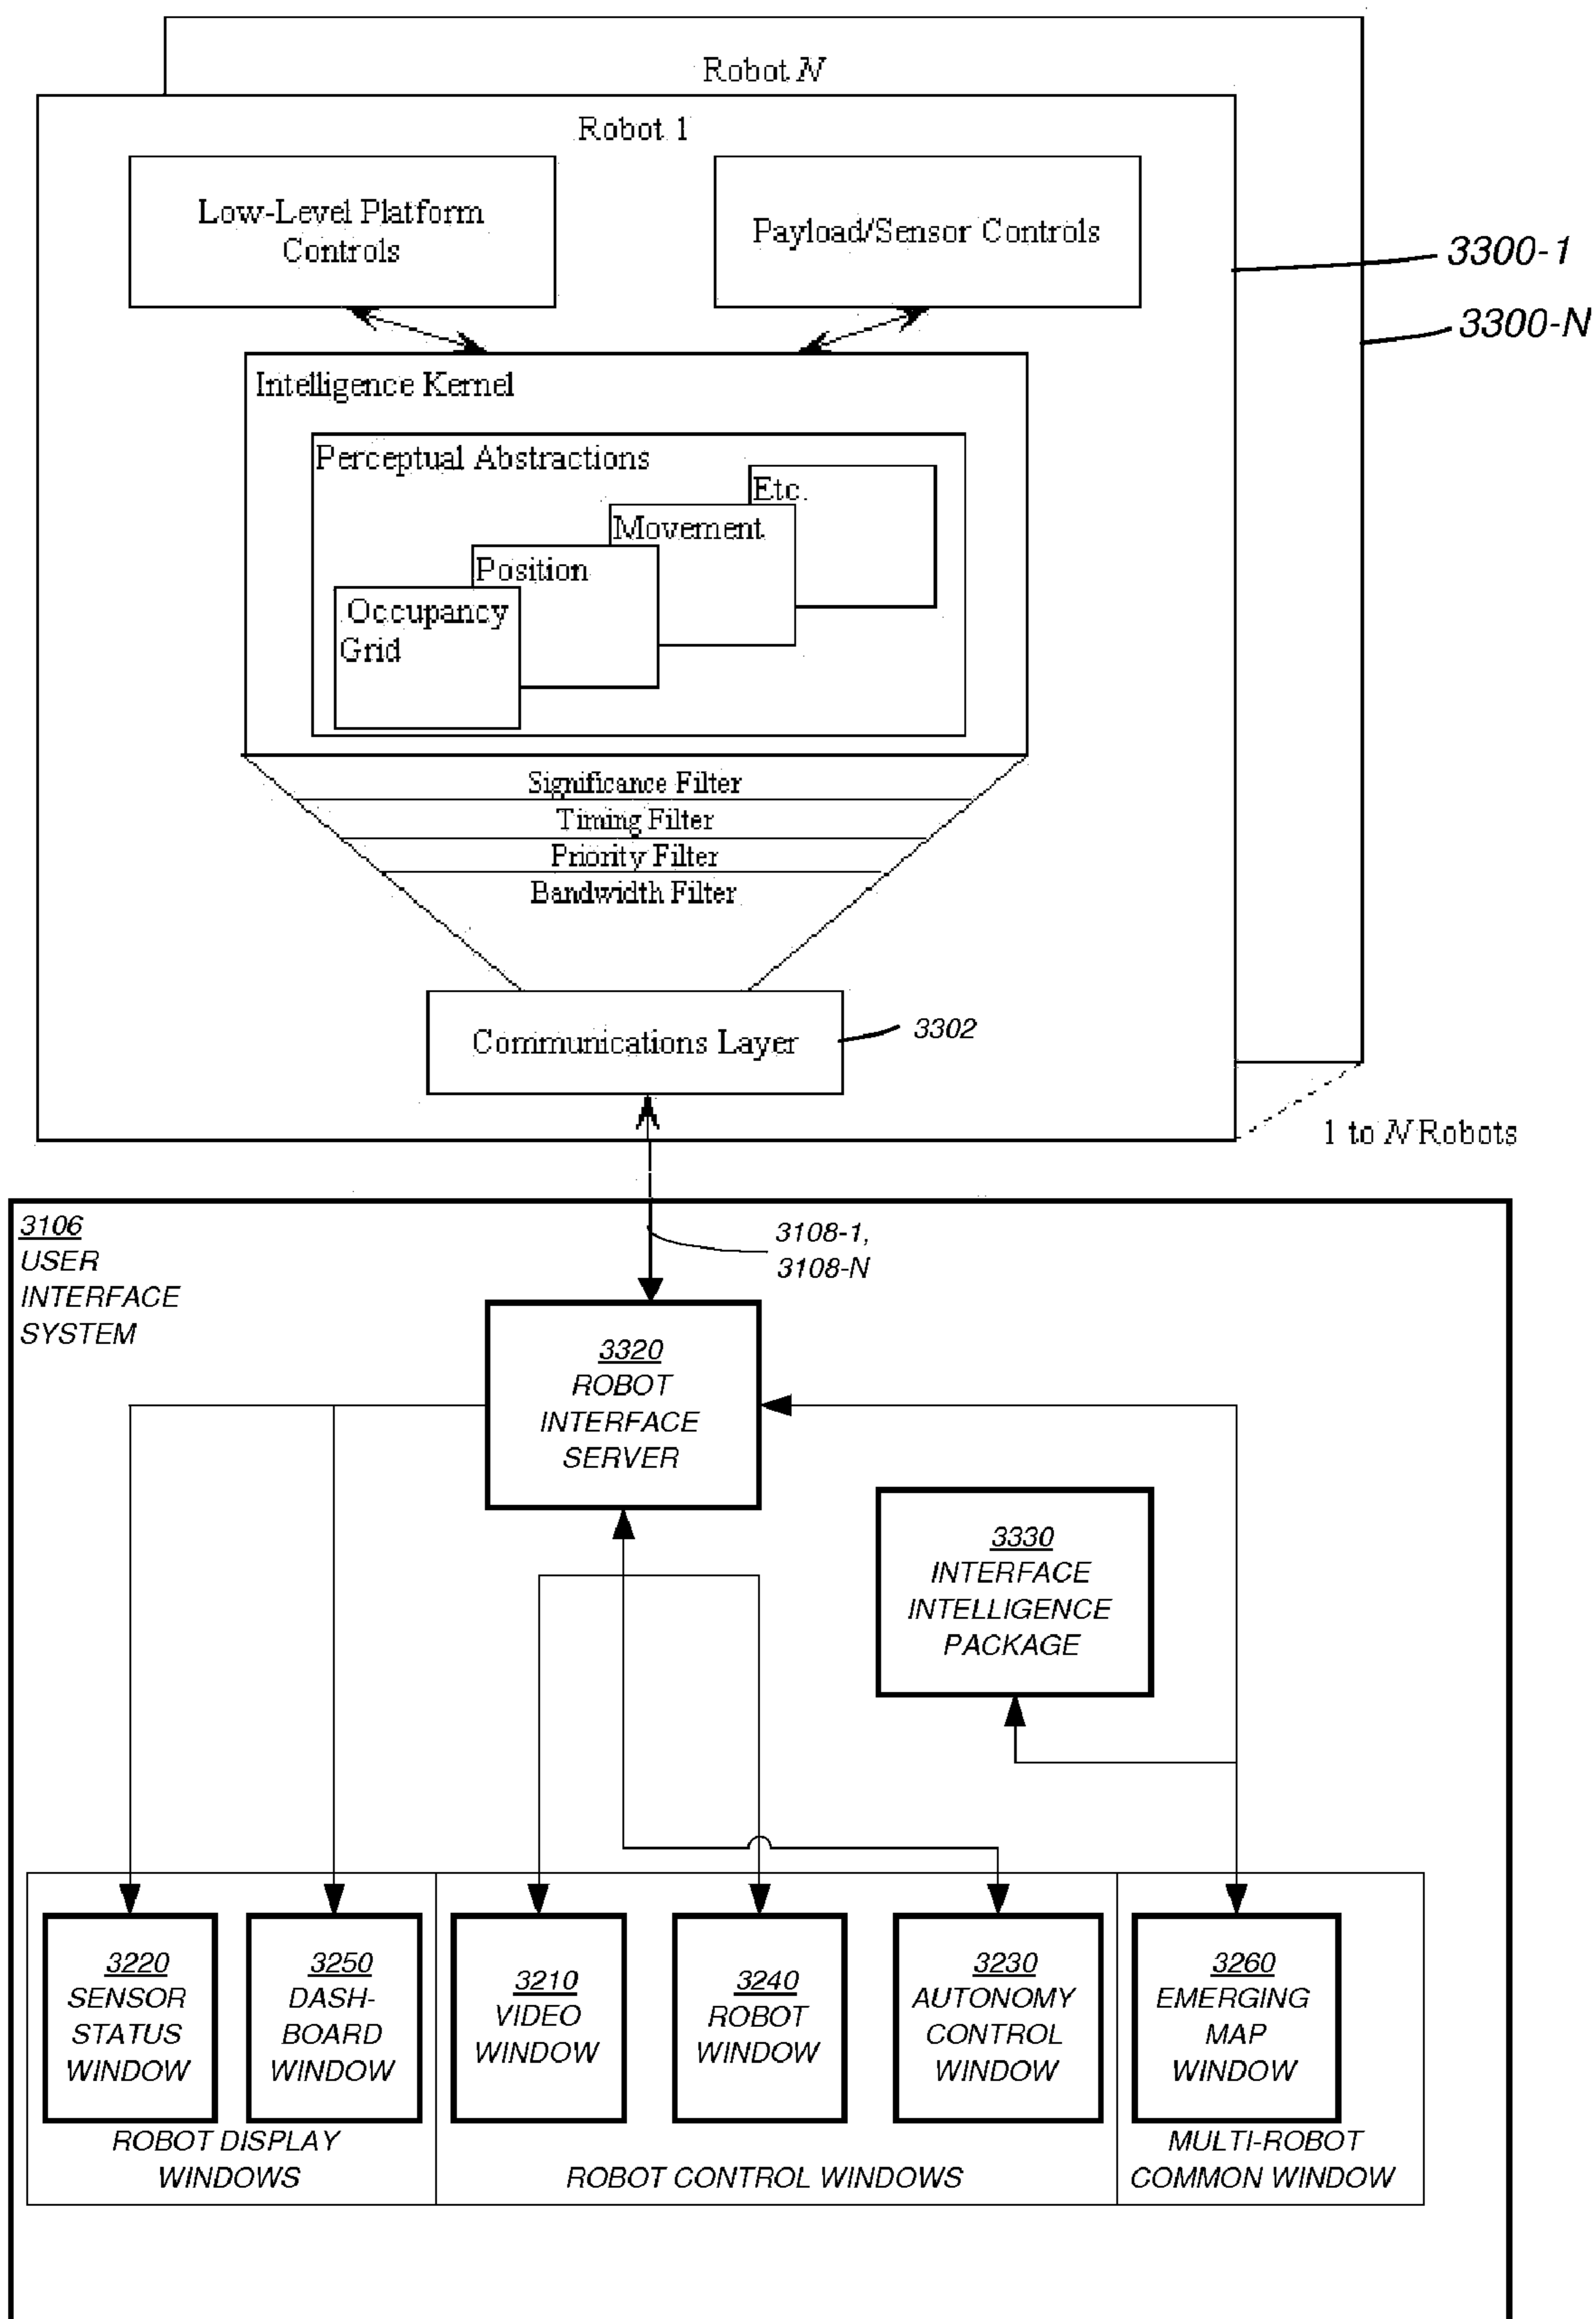 Robot N
Robot 1
Low-Level Platform
Controls
Payload/Sensor Controls
3300-1
3300-N
Intelligence Kernel
Perceptual Abstractions
Etc.
Movement
Position
Occupancy
Grid
Significance Filter
Timing Filter
Priority Filter
Bandwidth Filter
Communications Layer
3302
1 to N Robots
3106
USER
INTERFACE
SYSTEM
3108-1,
3108-N
3320
ROBOT
INTERFACE
SERVER
3330
INTERFACE
INTELLIGENCE
PACKAGE
3220
SENSOR
STATUS
WINDOW
3250
DASH-
BOARD
WINDOW
3210
VIDEO
WINDOW
3240
ROBOT
WINDOW
3230
AUTONOMY
CONTROL
WINDOW
3260
EMERGING
MAP
WINDOW
ROBOT DISPLAY
WINDOWS
ROBOT CONTROL WINDOWS
MULTI-ROBOT
COMMON WINDOW